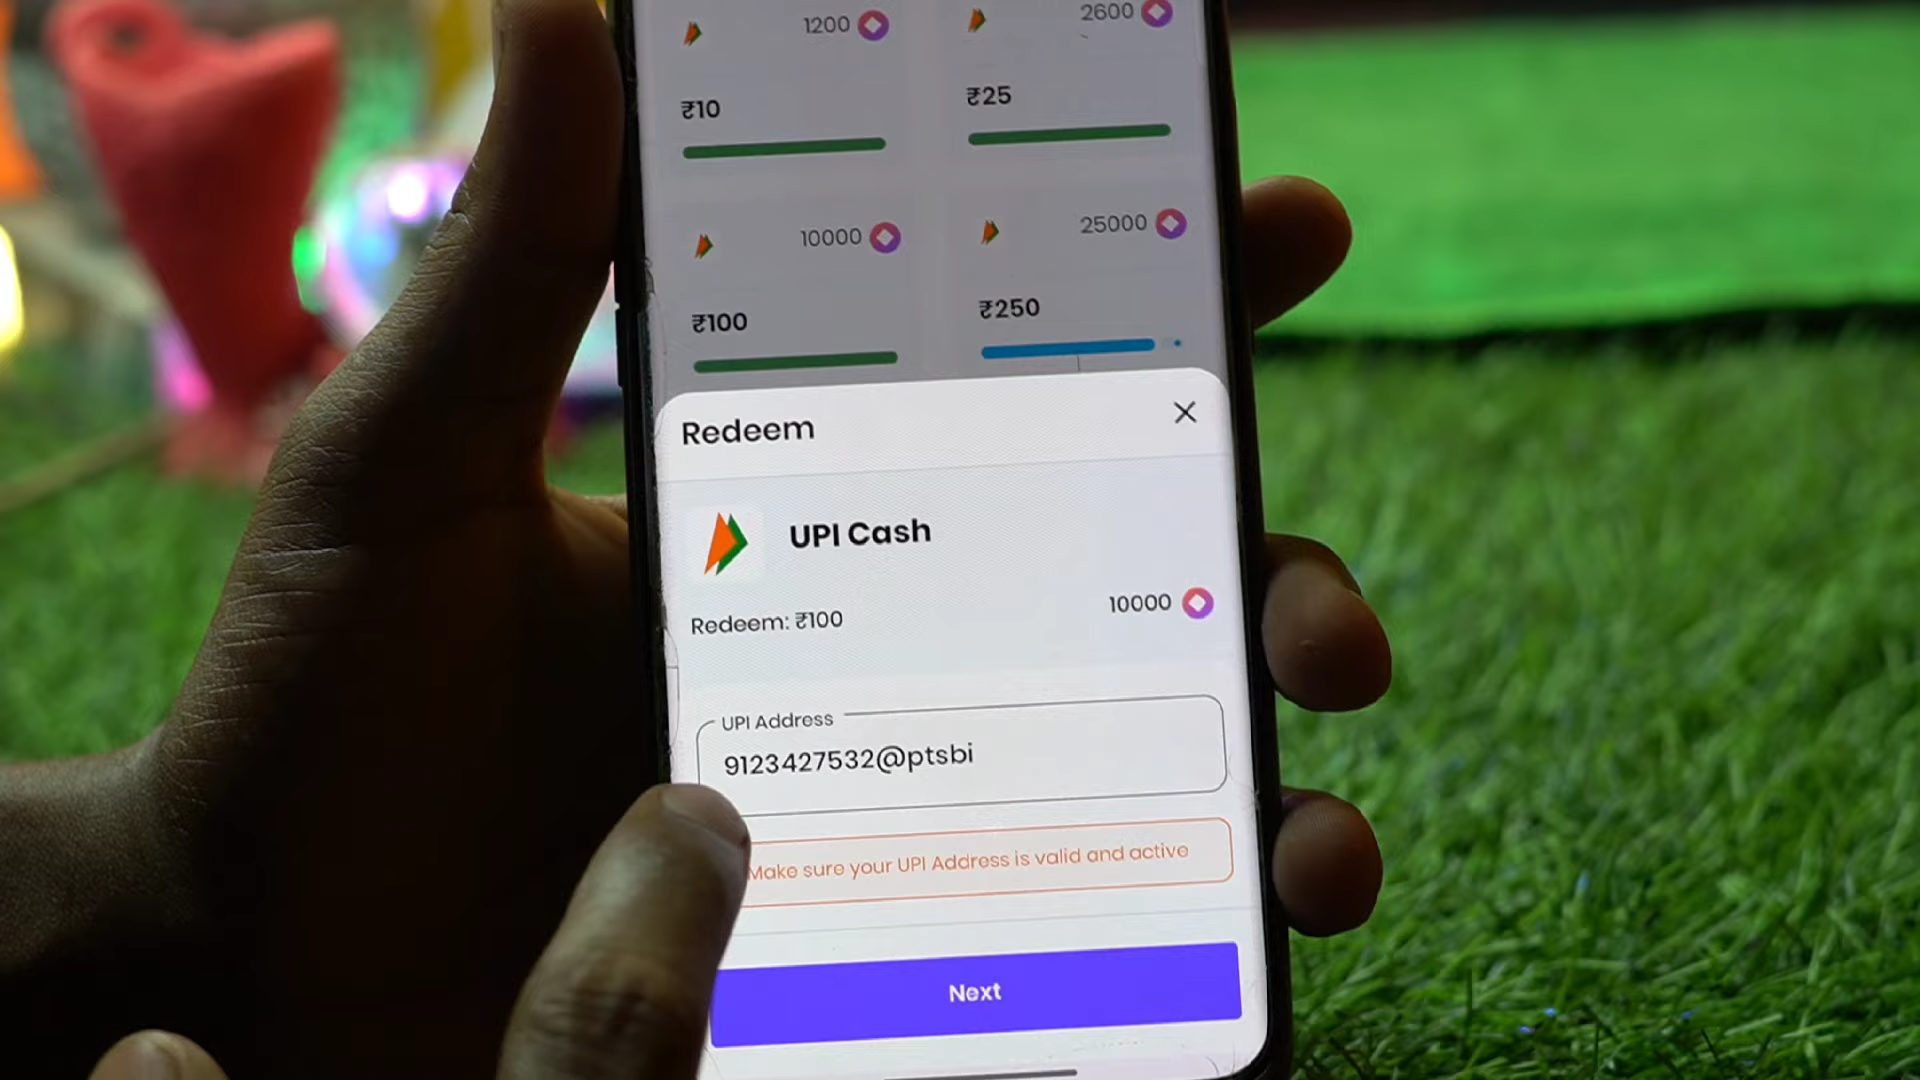 1200 2600
₹10 ₹25
10000 25000
₹100 ₹250
Redeem
UPI Cash
Redeem: ₹100 10000
UPI Address
9123427532@ptsbi
Make sure your UPI Address is valid and active
Next